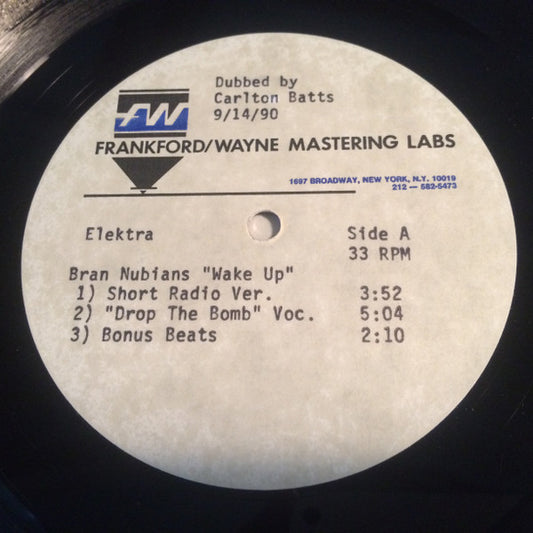 Dubbed by
Carlton Batts
9/14/90
FW
FRANKFORD/WAYNE MASTERING LABS
1697 BROADWAY, NEW YORK, N.Y. 10019
212 — 582-5473
Elektra Side A
33 RPM
Bran Nubians "Wake Up"
1) Short Radio Ver. 3:52
2) "Drop The Bomb" Voc. 5:04
3) Bonus Beats 2:10